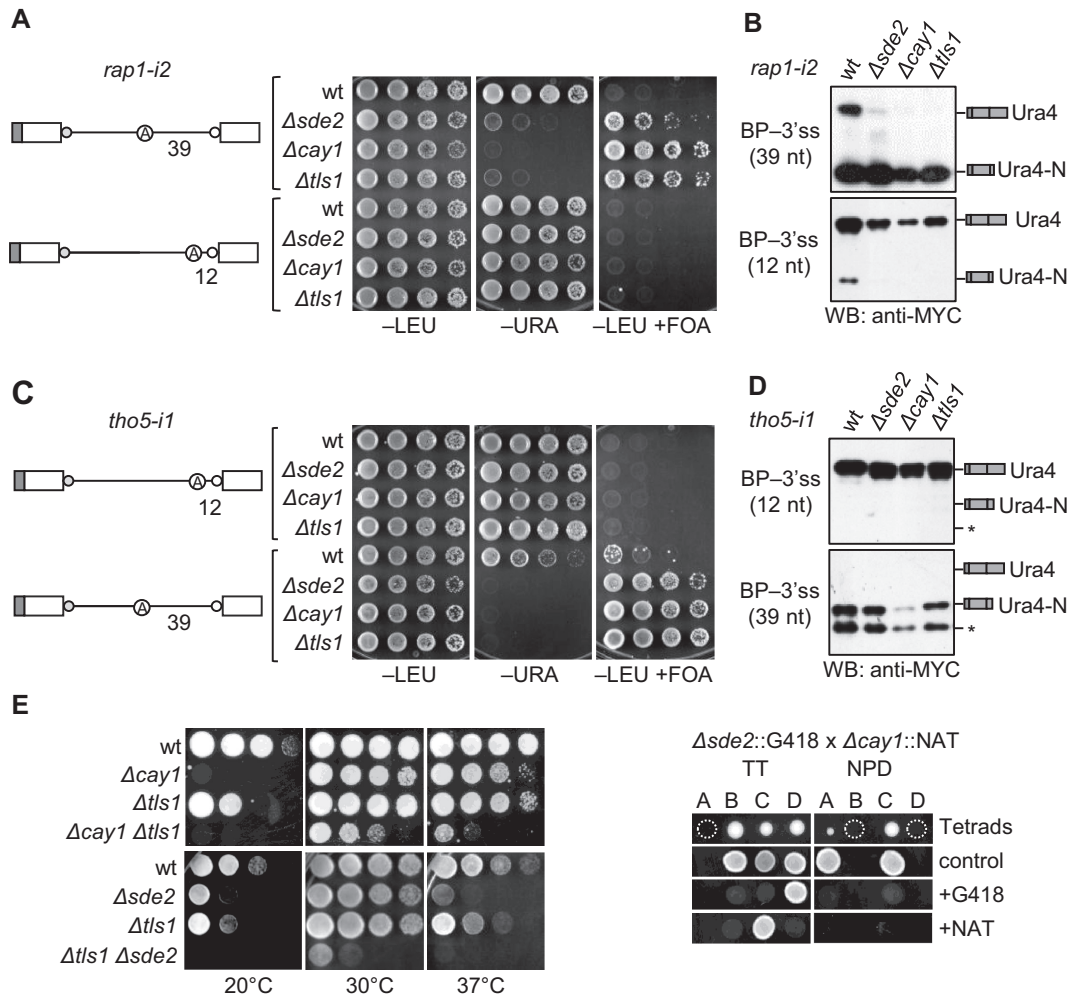 A
rap1-i2
A
39
A
12
wt
Δsde2
Δcay1
Δtls1
wt
Δsde2
Δcay1
Δtls1
–LEU
–URA
–LEU +FOA
B
rap1-i2
wt
Δsde2
Δcay1
Δtls1
BP–3'ss
(39 nt)
Ura4
Ura4-N
BP–3'ss
(12 nt)
Ura4
Ura4-N
WB: anti-MYC
C
tho5-i1
A
12
A
39
wt
Δsde2
Δcay1
Δtls1
wt
Δsde2
Δcay1
Δtls1
–LEU
–URA
–LEU +FOA
D
tho5-i1
wt
Δsde2
Δcay1
Δtls1
BP–3'ss
(12 nt)
Ura4
Ura4-N
*
BP–3'ss
(39 nt)
Ura4
Ura4-N
*
WB: anti-MYC
E
wt
Δcay1
Δtls1
Δcay1 Δtls1
wt
Δsde2
Δtls1
Δtls1 Δsde2
20°C
30°C
37°C
Δsde2::G418 x Δcay1::NAT
TT NPD
A B C D A B C D
Tetrads
control
+G418
+NAT